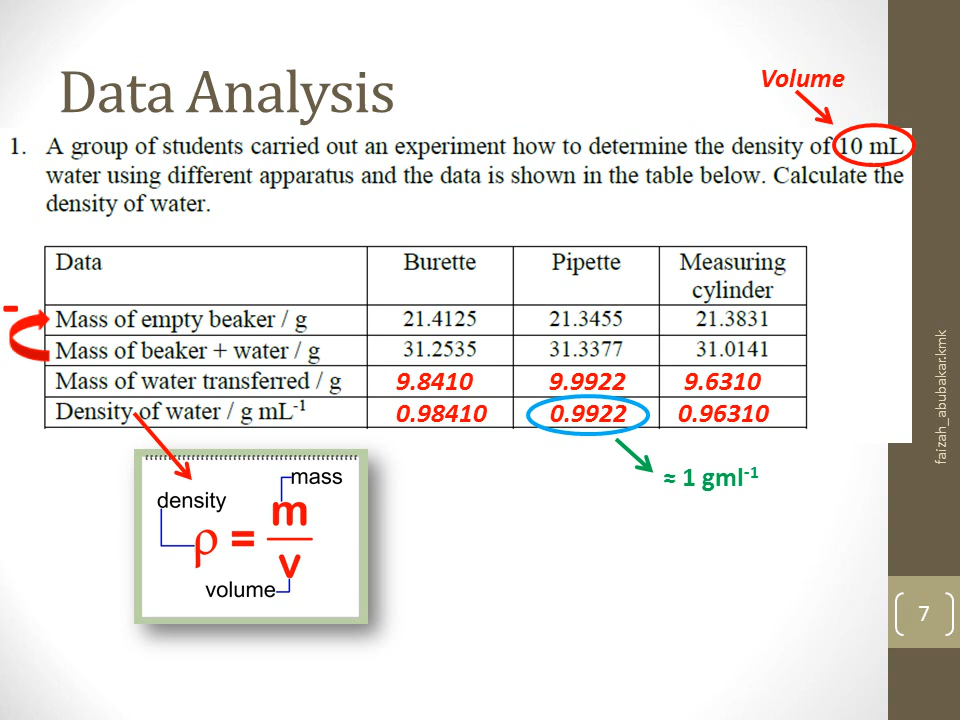 Data Analysis
Volume
1. A group of students carried out an experiment how to determine the density of 10 mL
water using different apparatus and the data is shown in the table below. Calculate the
density of water.
Data Burette Pipette Measuring
cylinder
-
Mass of empty beaker / g 21.4125 21.3455 21.3831
Mass of beaker + water / g 31.2535 31.3377 31.0141
Mass of water transferred / g 9.8410 9.9922 9.6310
Density of water / g mL⁻¹ 0.98410 0.9922 0.96310
≈ 1 gml⁻¹
mass
density
ρ = m
v
volume
faizah_abubakar.kmk
7